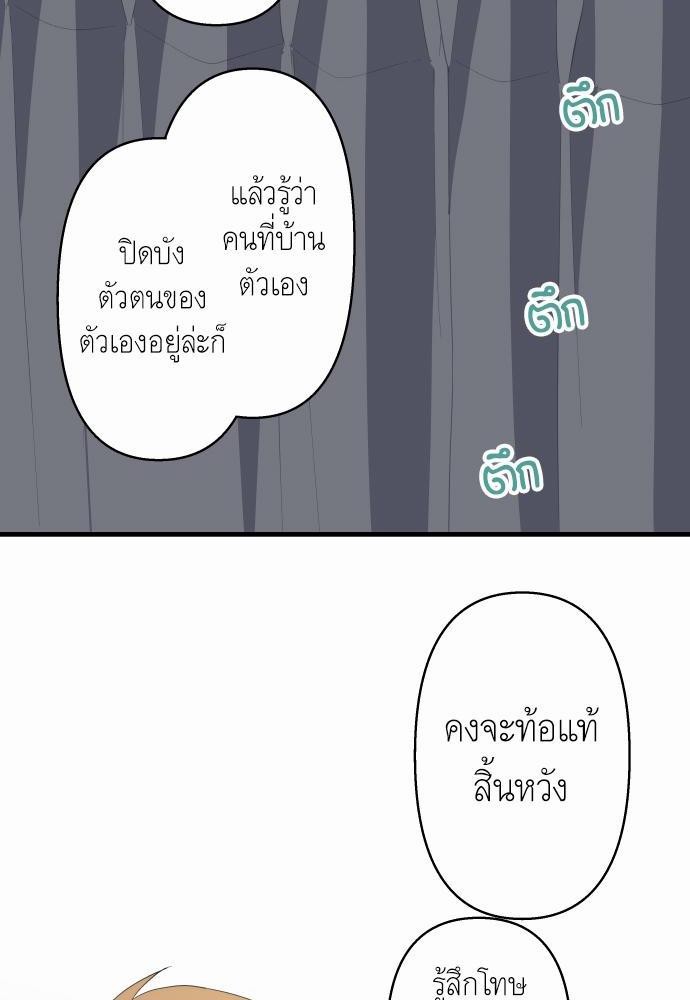 แล้วรู้ว่า
คนที่บ้าน
ตัวเอง
ปิดบัง
ตัวตนของ
ตัวเองอยู่ล่ะก็
ตึก
ตึก
ตึก
คงจะท้อแท้
สิ้นหวัง
รู้สึกโทษ